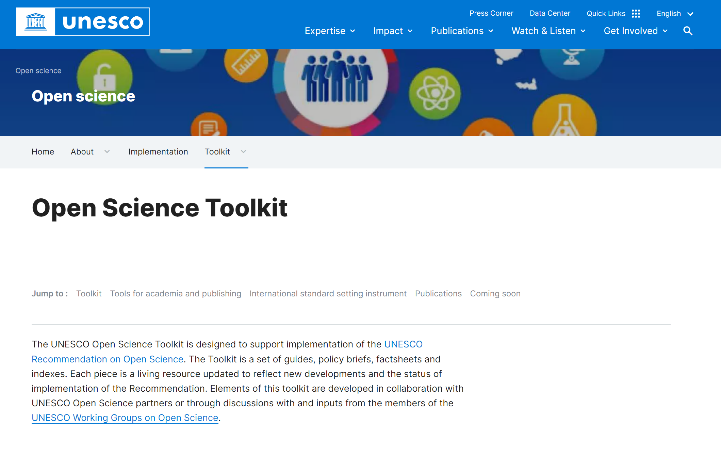 unesco
Press Corner Data Center Quick Links English
Expertise Impact Publications Watch & Listen Get Involved
Open science
Open science
Home About Implementation Toolkit
Open Science Toolkit
Jump to : Toolkit Tools for academia and publishing International standard setting instrument Publications Coming soon
The UNESCO Open Science Toolkit is designed to support implementation of the UNESCO
Recommendation on Open Science. The Toolkit is a set of guides, policy briefs, factsheets and
indexes. Each piece is a living resource updated to reflect new developments and the status of
implementation of the Recommendation. Elements of this toolkit are developed in collaboration with
UNESCO Open Science partners or through discussions with and inputs from the members of the
UNESCO Working Groups on Open Science.